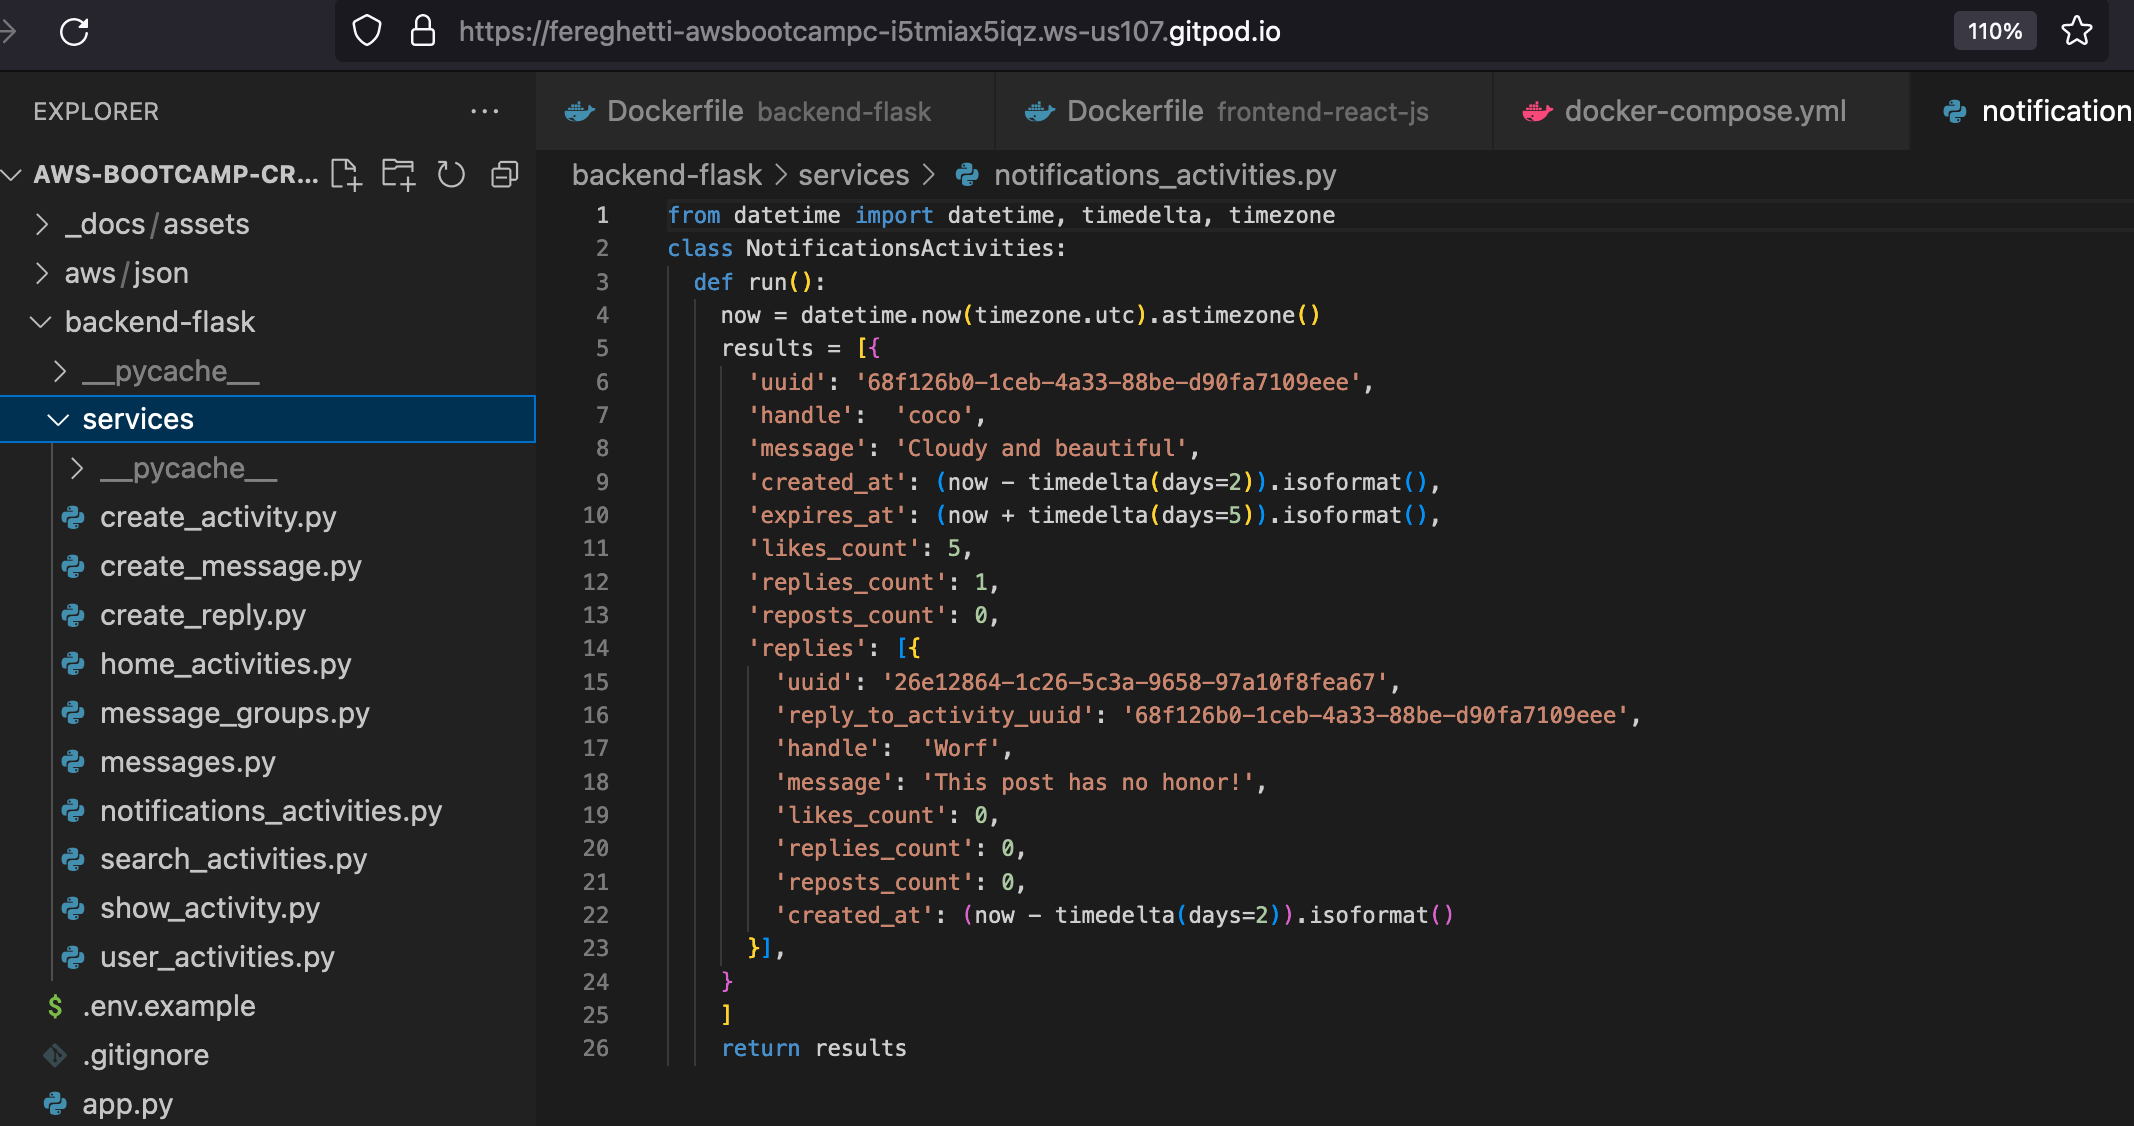 https://fereghetti-awsbootcampc-i5tmiax5iqz.ws-us107.gitpod.io 110%
EXPLORER ...
Dockerfile backend-flask Dockerfile frontend-react-js docker-compose.yml notification
AWS-BOOTCAMP-CR...
_docs/assets
aws/json
backend-flask
__pycache__
services
__pycache__
create_activity.py
create_message.py
create_reply.py
home_activities.py
message_groups.py
messages.py
notifications_activities.py
search_activities.py
show_activity.py
user_activities.py
$ .env.example
.gitignore
app.py
backend-flask > services > notifications_activities.py
1 from datetime import datetime, timedelta, timezone
2 class NotificationsActivities:
3 def run():
4 now = datetime.now(timezone.utc).astimezone()
5 results = [{
6 'uuid': '68f126b0-1ceb-4a33-88be-d90fa7109eee',
7 'handle':  'coco',
8 'message': 'Cloudy and beautiful',
9 'created_at': (now - timedelta(days=2)).isoformat(),
10 'expires_at': (now + timedelta(days=5)).isoformat(),
11 'likes_count': 5,
12 'replies_count': 1,
13 'reposts_count': 0,
14 'replies': [{
15 'uuid': '26e12864-1c26-5c3a-9658-97a10f8fea67',
16 'reply_to_activity_uuid': '68f126b0-1ceb-4a33-88be-d90fa7109eee',
17 'handle':  'Worf',
18 'message': 'This post has no honor!',
19 'likes_count': 0,
20 'replies_count': 0,
21 'reposts_count': 0,
22 'created_at': (now - timedelta(days=2)).isoformat()
23 }],
24 }
25 ]
26 return results